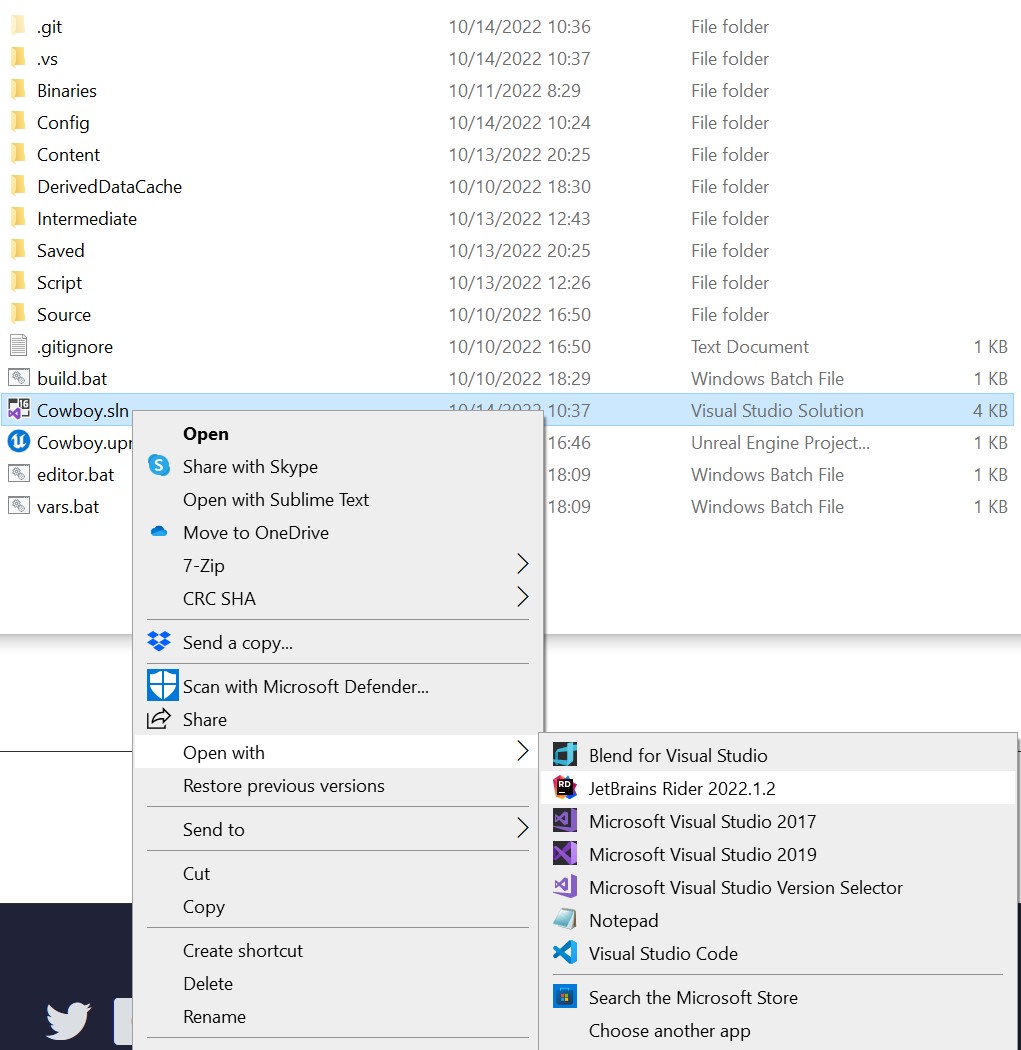 .git 10/14/2022 10:36 File folder
.vs 10/14/2022 10:37 File folder
Binaries 10/11/2022 8:29 File folder
Config 10/14/2022 10:24 File folder
Content 10/13/2022 20:25 File folder
DerivedDataCache 10/10/2022 18:30 File folder
Intermediate 10/13/2022 12:43 File folder
Saved 10/13/2022 20:25 File folder
Script 10/13/2022 12:26 File folder
Source 10/10/2022 16:50 File folder
.gitignore 10/10/2022 16:50 Text Document 1 KB
build.bat 10/10/2022 18:29 Windows Batch File 1 KB
Cowboy.sln 10/14/2022 10:37 Visual Studio Solution 4 KB
Cowboy.upr 16:46 Unreal Engine Project... 1 KB
editor.bat 18:09 Windows Batch File 1 KB
vars.bat 18:09 Windows Batch File 1 KB
Open
Share with Skype
Open with Sublime Text
Move to OneDrive
7-Zip
CRC SHA
Send a copy...
Scan with Microsoft Defender...
Share
Open with
Restore previous versions
Send to
Cut
Copy
Create shortcut
Delete
Rename
Blend for Visual Studio
JetBrains Rider 2022.1.2
Microsoft Visual Studio 2017
Microsoft Visual Studio 2019
Microsoft Visual Studio Version Selector
Notepad
Visual Studio Code
Search the Microsoft Store
Choose another app